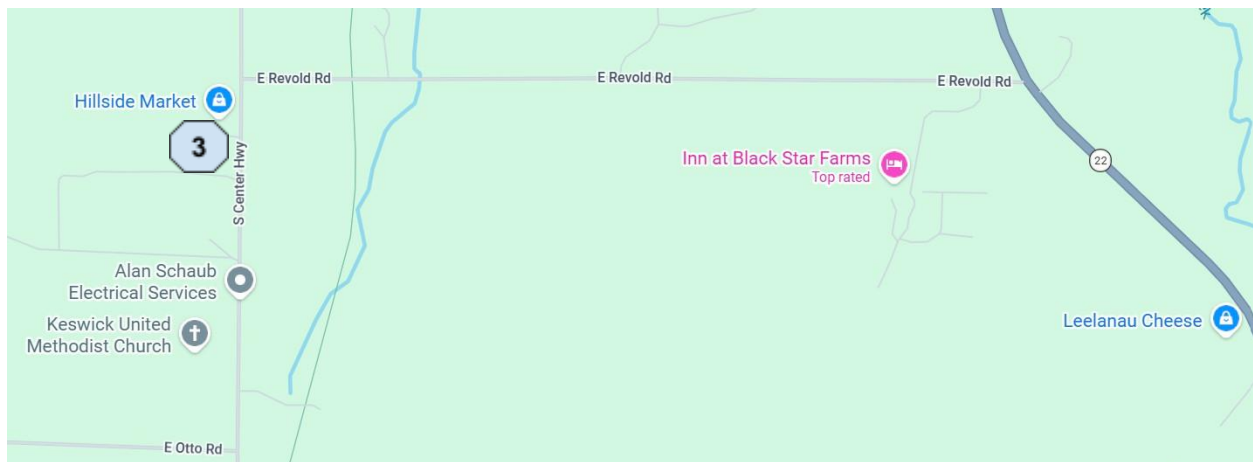 E Revold Rd
E Revold Rd
E Revold Rd
Hillside Market
3
S Center Hwy
Inn at Black Star Farms
Top rated
22
Alan Schaub
Electrical Services
Keswick United
Methodist Church
Leelanau Cheese
E Otto Rd